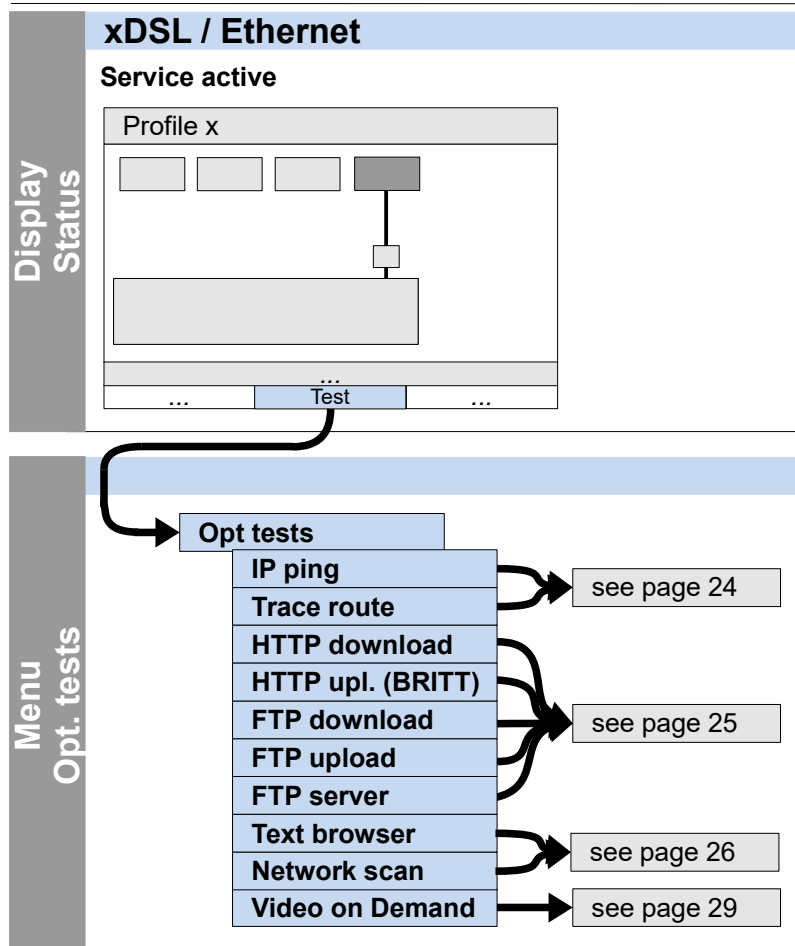 xDSL / Ethernet
Display
Status
Service active
Profile x
...
...
Test
...
Menu
Opt. tests
Opt tests
IP ping
Trace route
see page 24
HTTP download
HTTP upl. (BRITT)
FTP download
FTP upload
FTP server
see page 25
Text browser
Network scan
see page 26
Video on Demand
see page 29